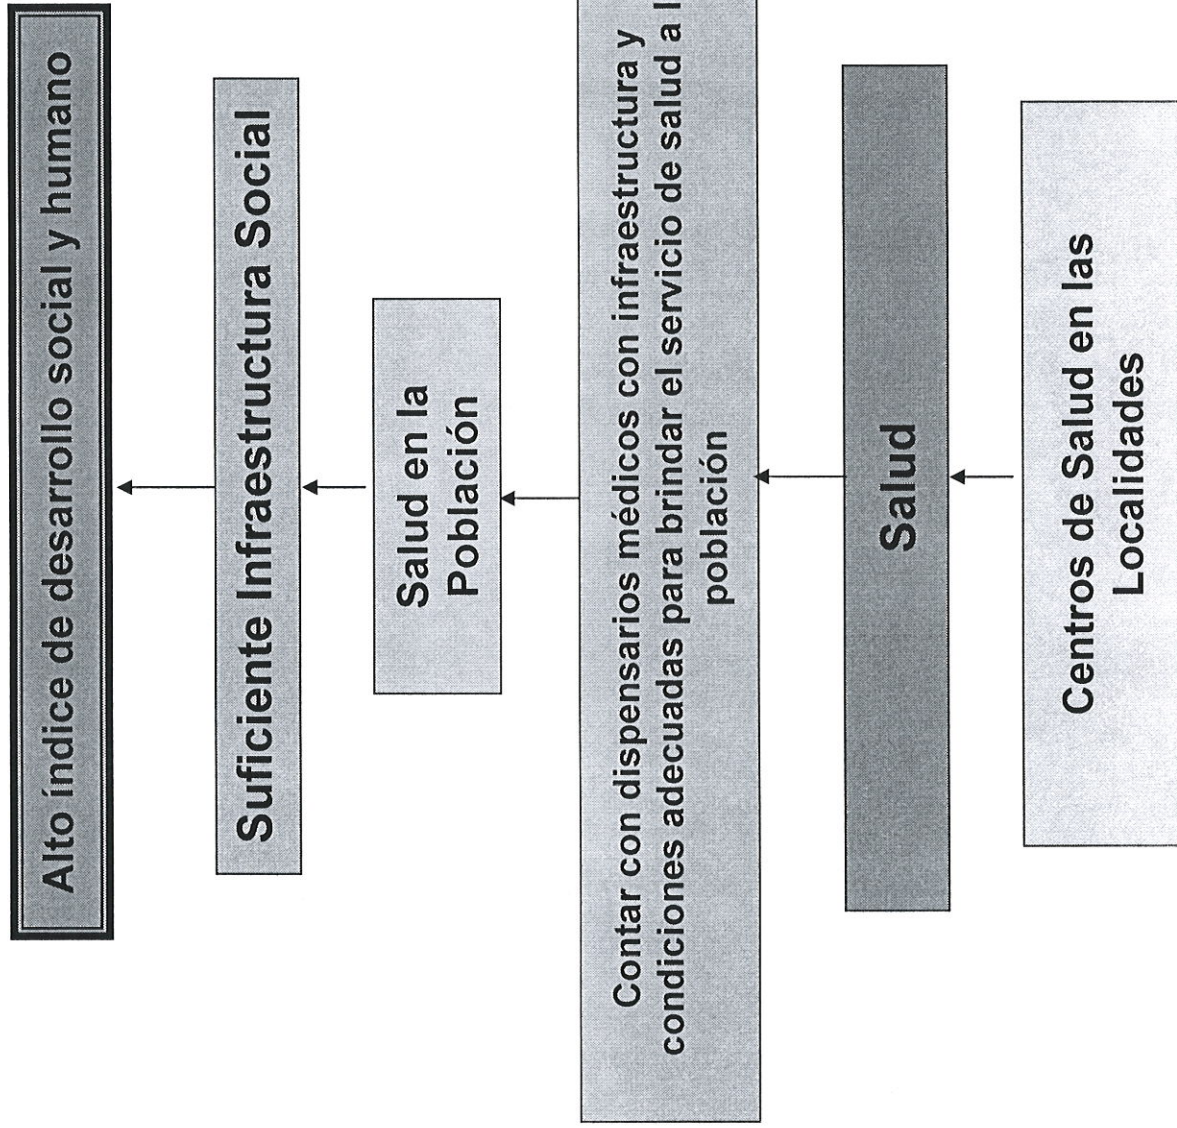 Alto índice de desarrollo social y humano
Suficiente Infraestructura Social
Salud en la
Población
Contar con dispensarios médicos con infraestructura y
condiciones adecuadas para brindar el servicio de salud a
población
Salud
Centros de Salud en las
Localidades